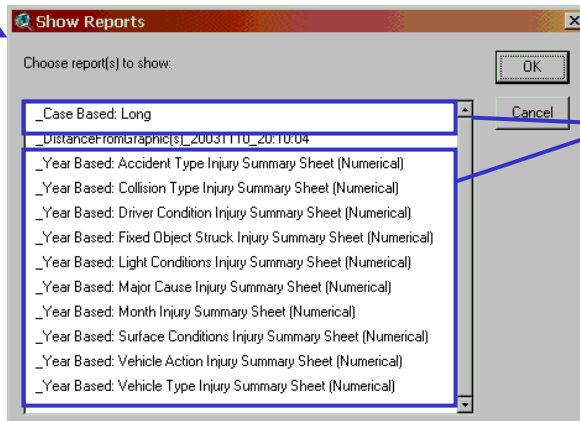 Show Reports
Choose report(s) to show:
OK
Cancel
_Case Based: Long
_DistanceFromGraphic(s)_20031110_20:10:04
_Year Based: Accident Type Injury Summary Sheet (Numerical)
_Year Based: Collision Type Injury Summary Sheet (Numerical)
_Year Based: Driver Condition Injury Summary Sheet (Numerical)
_Year Based: Fixed Object Struck Injury Summary Sheet (Numerical)
_Year Based: Light Conditions Injury Summary Sheet (Numerical)
_Year Based: Major Cause Injury Summary Sheet (Numerical)
_Year Based: Month Injury Summary Sheet (Numerical)
_Year Based: Surface Conditions Injury Summary Sheet (Numerical)
_Year Based: Vehicle Action Injury Summary Sheet (Numerical)
_Year Based: Vehicle Type Injury Summary Sheet (Numerical)